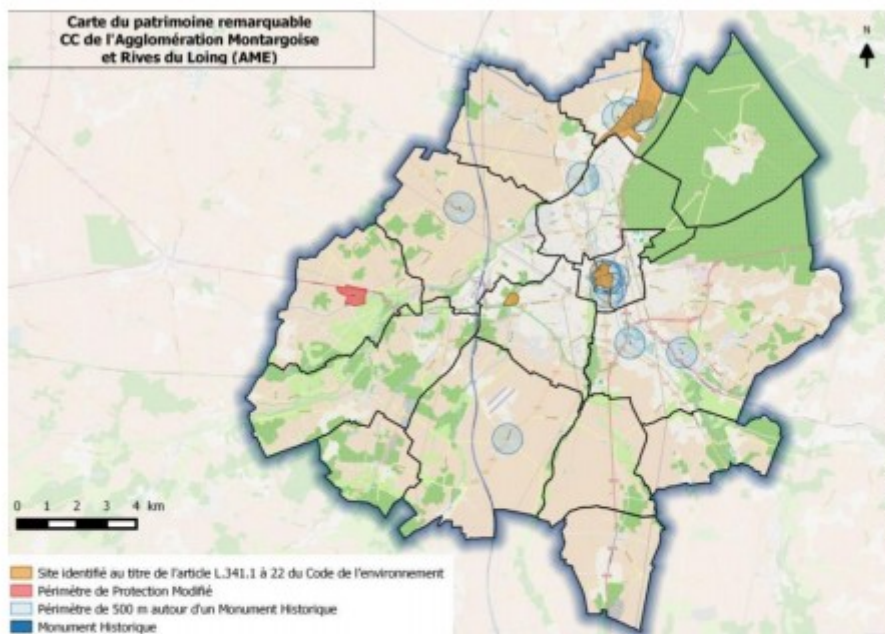 Carte du patrimoine remarquable
CC de l'Agglomération Montargoise
et Rives du Loing (AME)
N
0 1 2 3 4 km
Site identifié au titre de l'article L.341.1 à 22 du Code de l'environnement
Périmètre de Protection Modifié
Périmètre de 500 m autour d'un Monument Historique
Monument Historique